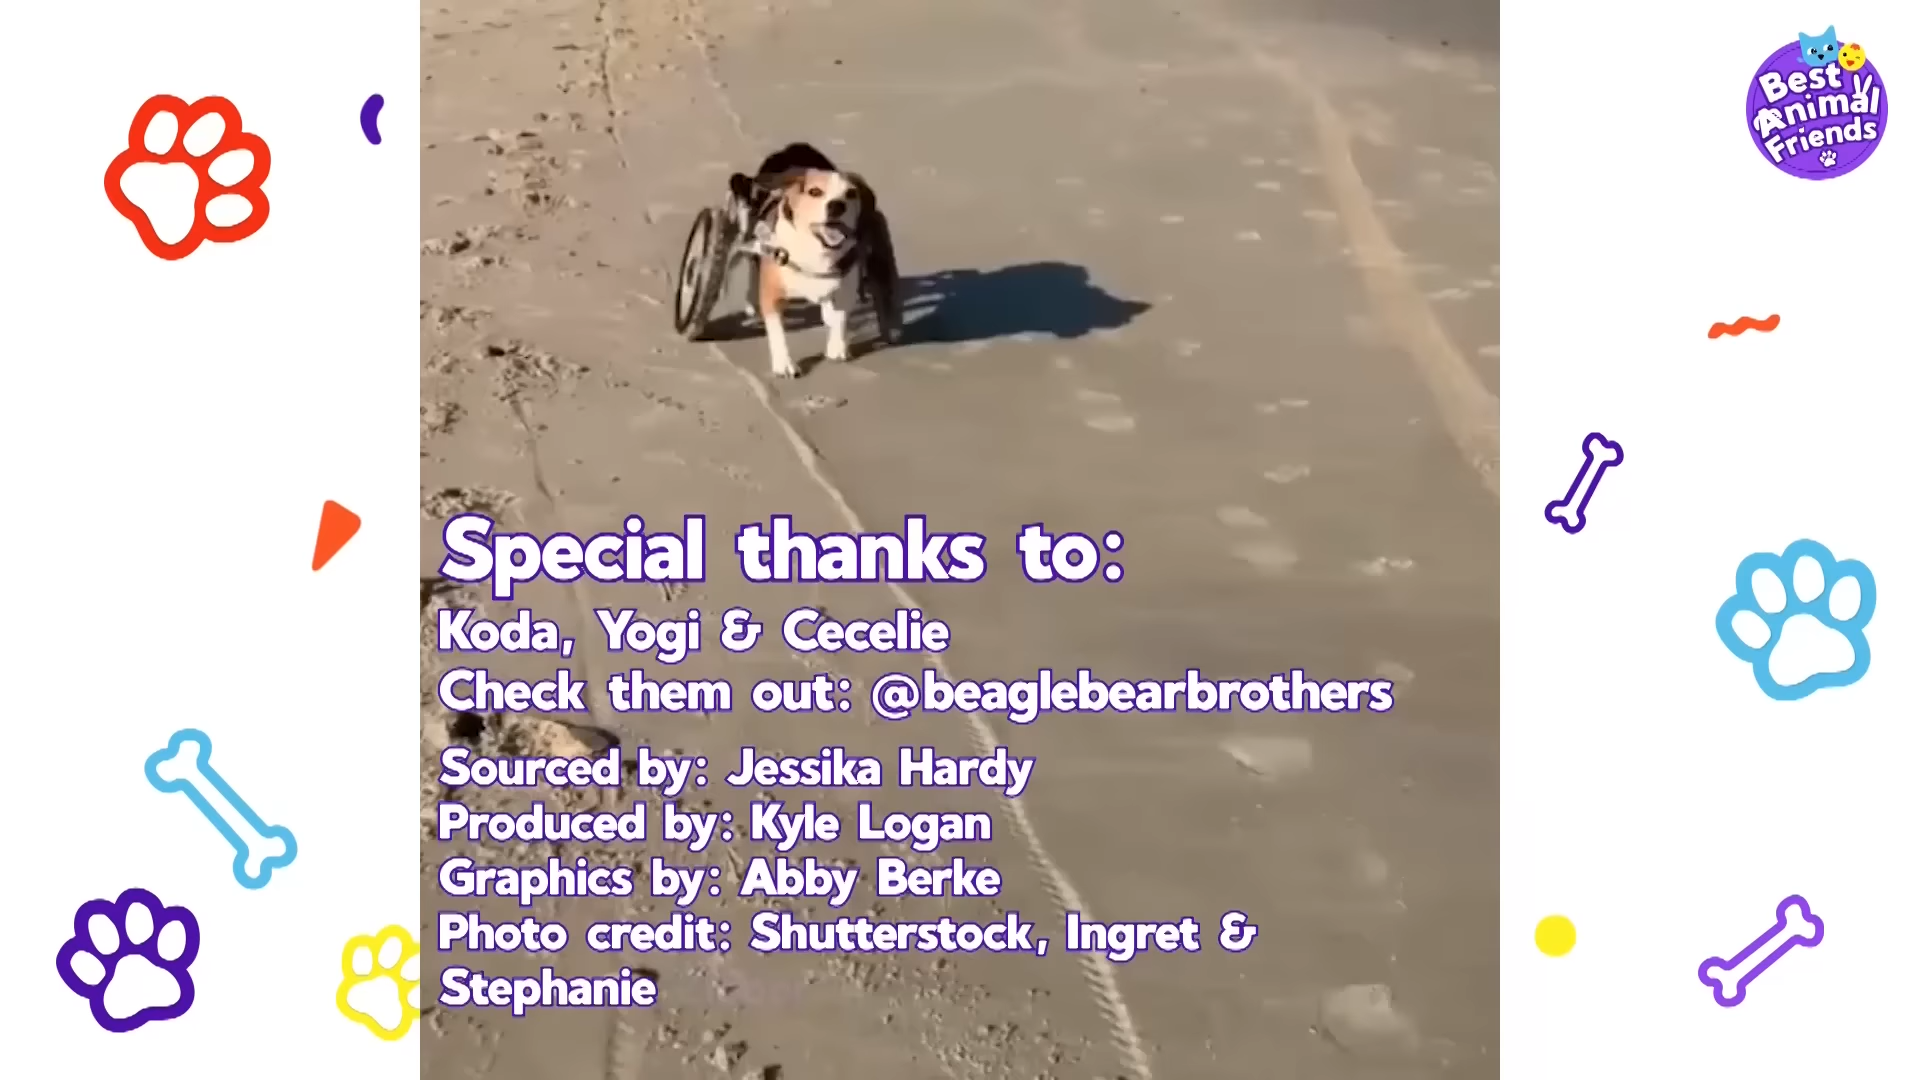 Best
Animal
Friends
Special thanks to:
Koda, Yogi & Cecelie
Check them out: @beaglebearbrothers
Sourced by: Jessika Hardy
Produced by: Kyle Logan
Graphics by: Abby Berke
Photo credit: Shutterstock, Ingret &
Stephanie